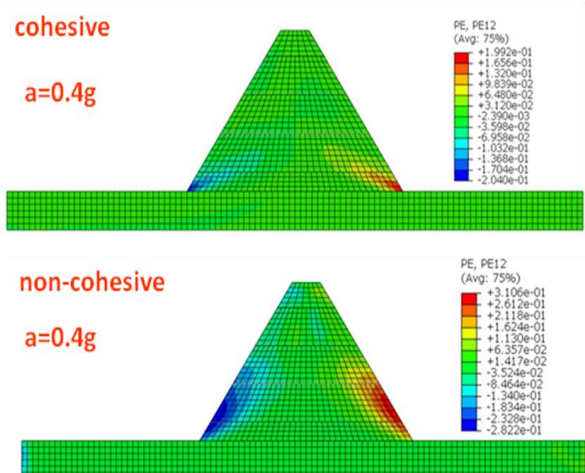 cohesive
a=0.4g
PE, PE12
(Avg: 75%)
+1.992e-01
+1.656e-01
+1.320e-01
+9.839e-02
+6.480e-02
+3.120e-02
-2.390e-03
-3.598e-02
-6.958e-02
-1.032e-01
-1.368e-01
-1.704e-01
-2.040e-01
non-cohesive
a=0.4g
PE, PE12
(Avg: 75%)
+3.106e-01
+2.612e-01
+2.118e-01
+1.624e-01
+1.130e-01
+6.357e-02
+1.417e-02
-3.524e-02
-8.464e-02
-1.340e-01
-1.834e-01
-2.328e-01
-2.822e-01